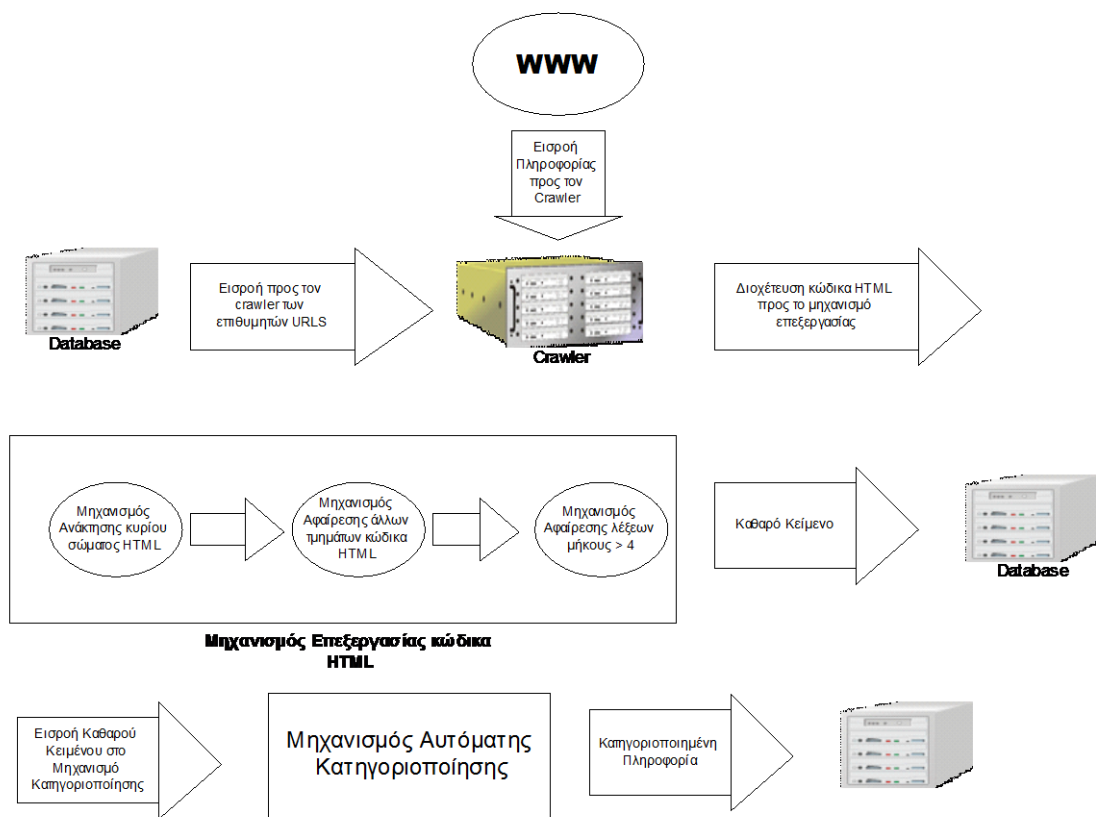 www
Εισροή
Πληροφορίας
προς τον
Crawler
Database
Εισροή προς τον
crawler των
επιθυμητών URLS
Crawler
Διοχέτευση κώδικα HTML
προς το μηχανισμό
επεξεργασίας
Μηχανισμός
Ανάκτησης κυρίου
σώματος HTML
Μηχανισμός
Αφαίρεσης άλλων
τμημάτων κώδικα
HTML
Μηχανισμός
Αφαίρεσης λέξεων
μήκους > 4
Μηχανισμός Επεξεργασίας κώδικα
HTML
Καθαρό Κείμενο
Database
Εισροή Καθαρού
Κειμένου στο
Μηχανισμό
Κατηγοριοποίησης
Μηχανισμός Αυτόματης
Κατηγοριοποίησης
Κατηγοριοποιημένη
Πληροφορία